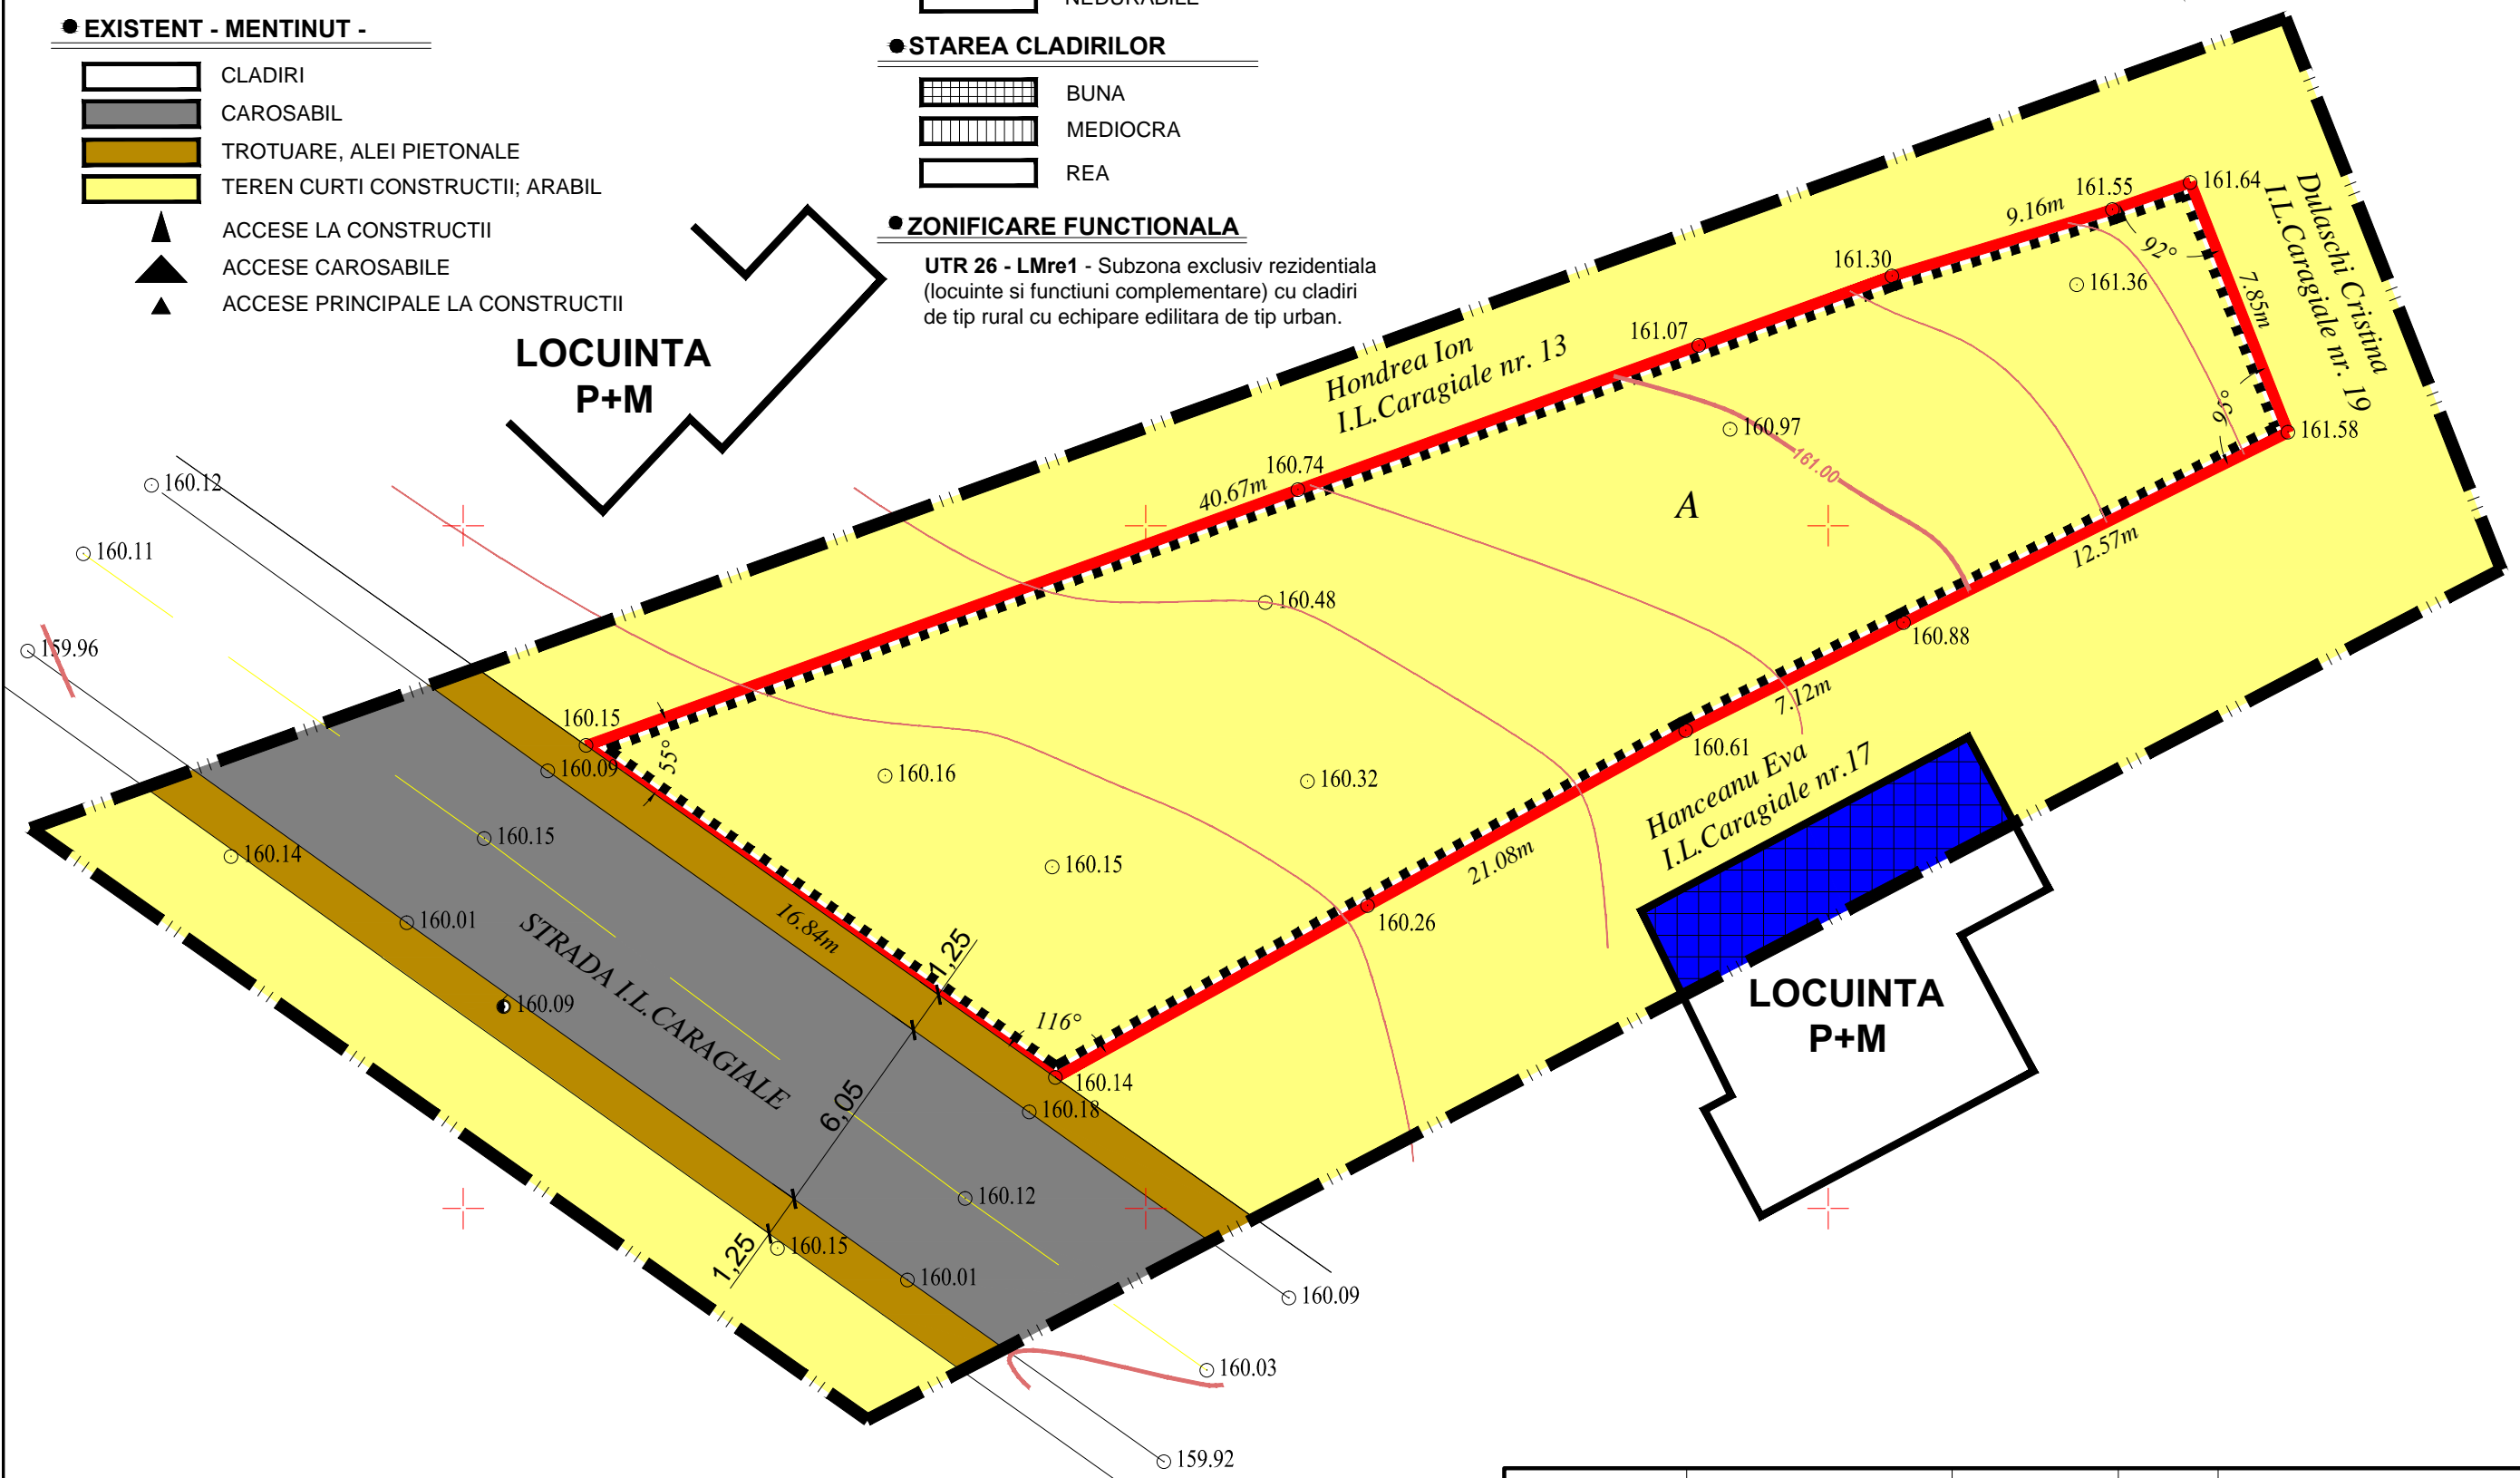 NEDURABILE
EXISTENT - MENTINUT -
CLADIRI
CAROSABIL
TROTUARE, ALEI PIETONALE
TEREN CURTI CONSTRUCTII; ARABIL
ACCESE LA CONSTRUCTII
ACCESE CAROSABILE
ACCESE PRINCIPALE LA CONSTRUCTII
STAREA CLADIRILOR
BUNA
MEDIOCRA
REA
ZONIFICARE FUNCTIONALA
UTR 26 - LMre1 - Subzona exclusiv rezidentiala
(locuinte si functiuni complementare) cu cladiri
de tip rural cu echipare edilitara de tip urban.
LOCUINTA
P+M
Hondrea Ion
I.L.Caragiale nr. 13
Dulaschi Cristina
I.L.Caragiale nr. 19
161.55
161.64
9.16m
92°
161.30
161.36
7.85m
161.07
96°
161.58
160.97
161.00
160.74
40.67m
A
12.57m
160.12
160.11
159.96
160.48
160.88
7.12m
160.61
160.15
160.09
55°
160.16
160.32
Hanceanu Eva
I.L.Caragiale nr.17
21.08m
160.15
160.14
160.15
160.26
160.01
16.84m
STRADA I.L.CARAGIALE
1,25
160.09
116°
LOCUINTA
P+M
160.14
160.18
6,05
160.12
1,25
160.15
160.01
160.09
160.03
159.92